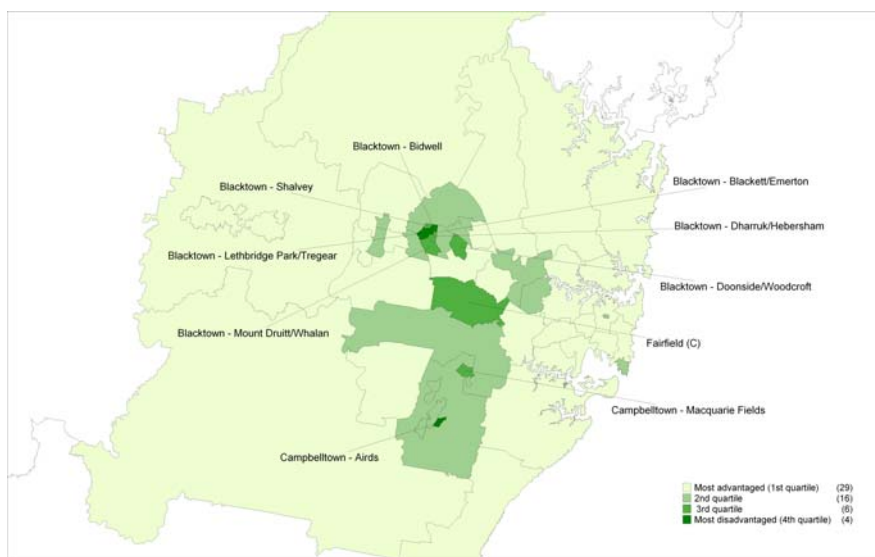 Blacktown - Bidwell
Blacktown - Shalvey
Blacktown - Blackett/Emerton
Blacktown - Dharruk/Hebersham
Blacktown - Lethbridge Park/Tregear
Blacktown - Doonside/Woodcroft
Blacktown - Mount Druitt/Whalan
Fairfield (C)
Campbelltown - Macquarie Fields
Campbelltown - Airds
Most advantaged (1st quartile) (29)
2nd quartile (16)
3rd quartile (6)
Most disadvantaged (4th quartile) (4)